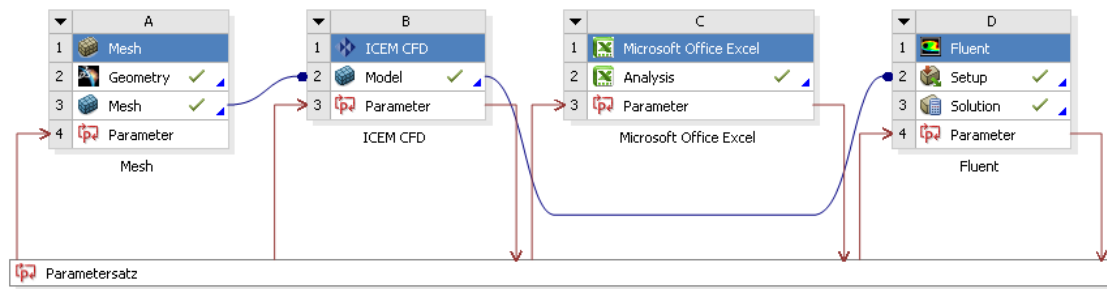 A
1 Mesh
2 Geometry
3 Mesh
4 Parameter
Mesh
B
1 ICEM CFD
2 Model
3 Parameter
ICEM CFD
C
1 Microsoft Office Excel
2 Analysis
3 Parameter
Microsoft Office Excel
D
1 Fluent
2 Setup
3 Solution
4 Parameter
Fluent
Parametersatz